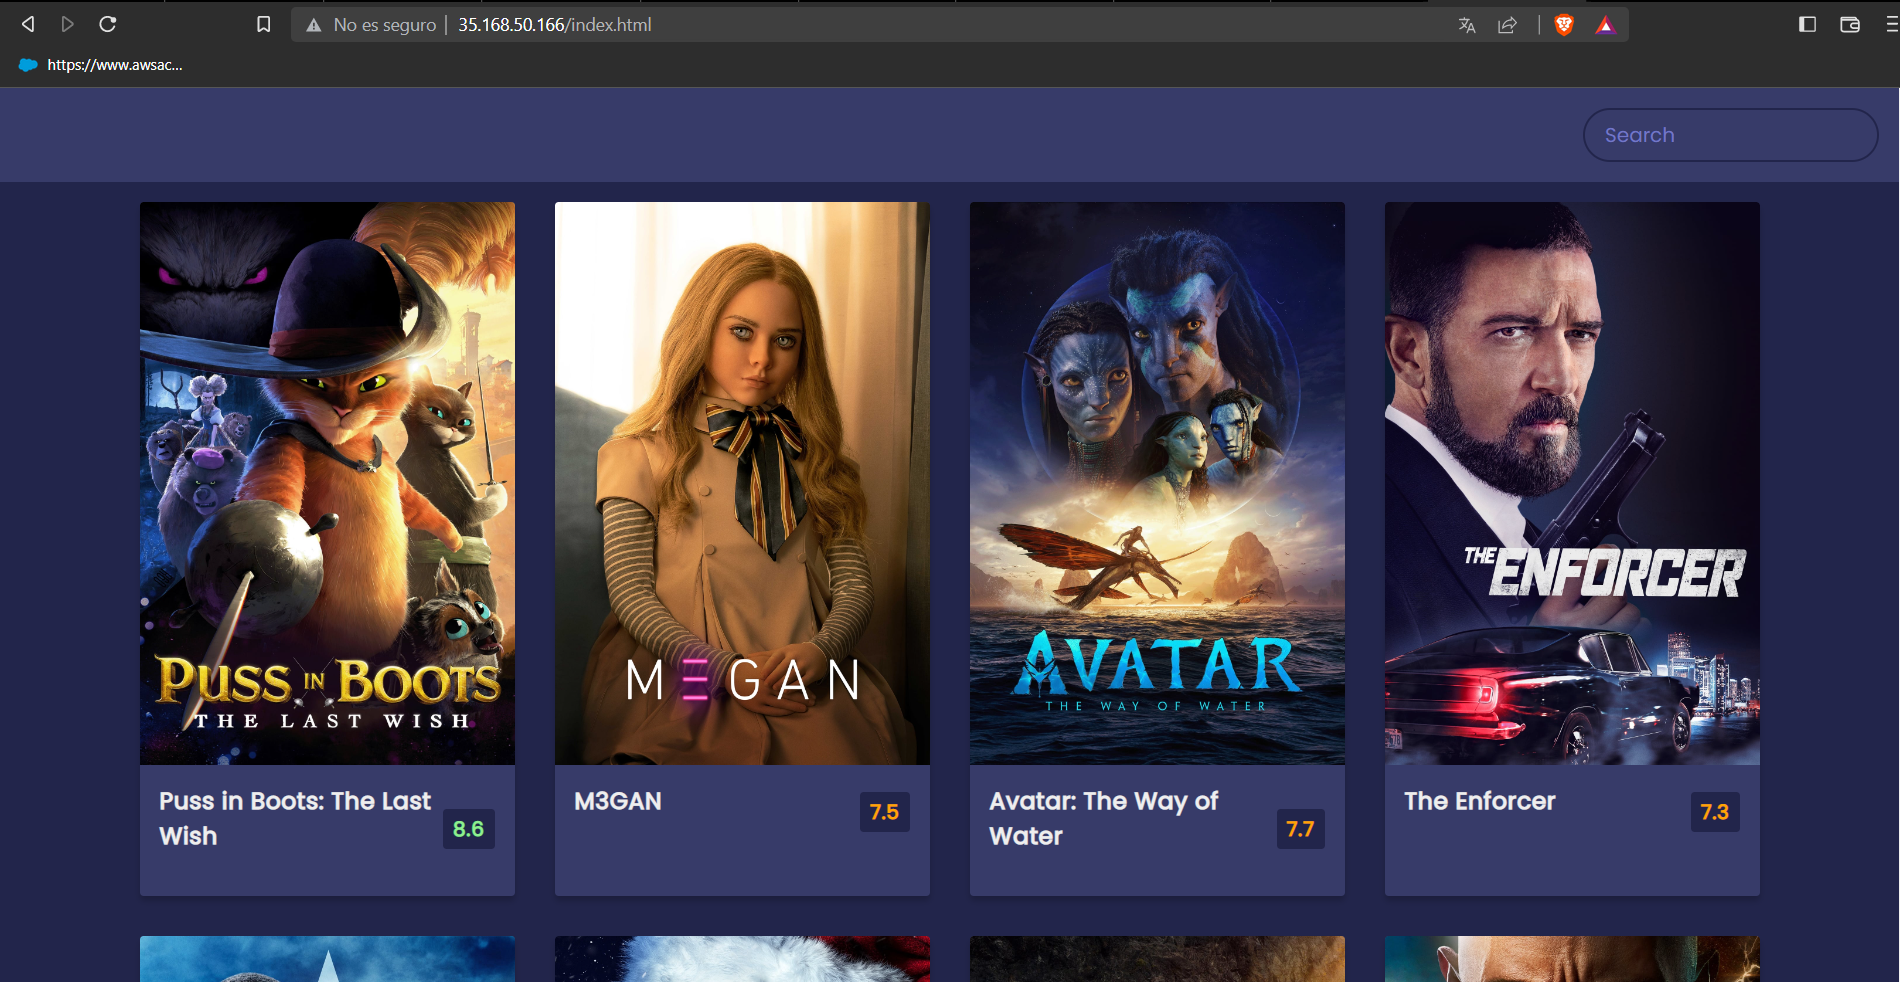 No es seguro | 35.168.50.166/index.html
https://www.awsac...
Search
PUSS IN BOOTS
THE LAST WISH
M3GAN
AVATAR
THE WAY OF WATER
THE ENFORCER
Puss in Boots: The Last
Wish
8.6
M3GAN
7.5
Avatar: The Way of
Water
7.7
The Enforcer
7.3